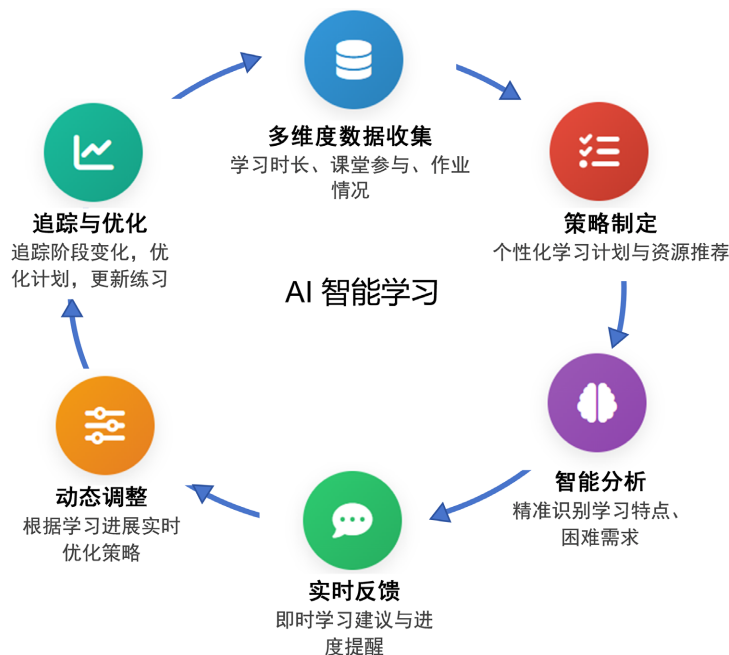 多维度数据收集
学习时长、课堂参与、作业
情况
策略制定
个性化学习计划与资源推荐
智能分析
精准识别学习特点、
困难需求
实时反馈
即时学习建议与进
度提醒
动态调整
根据学习进展实时
优化策略
追踪与优化
追踪阶段变化，优
化计划，更新练习
AI 智能学习